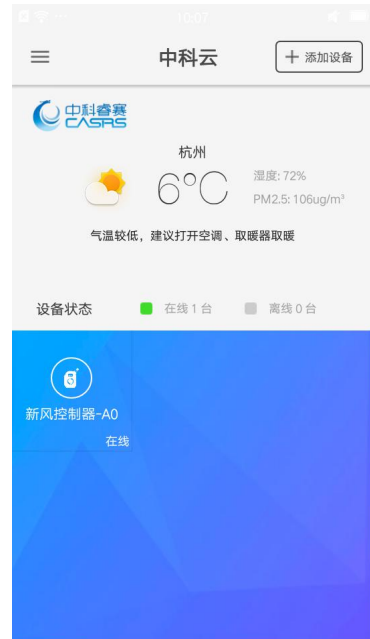 10:07
中科云
添加设备
中科睿赛
CASRS
杭州
6°C
湿度: 72%
PM2.5: 106ug/m³
气温较低，建议打开空调、取暖器取暖
设备状态
在线 1 台
离线 0 台
新风控制器-A0
在线